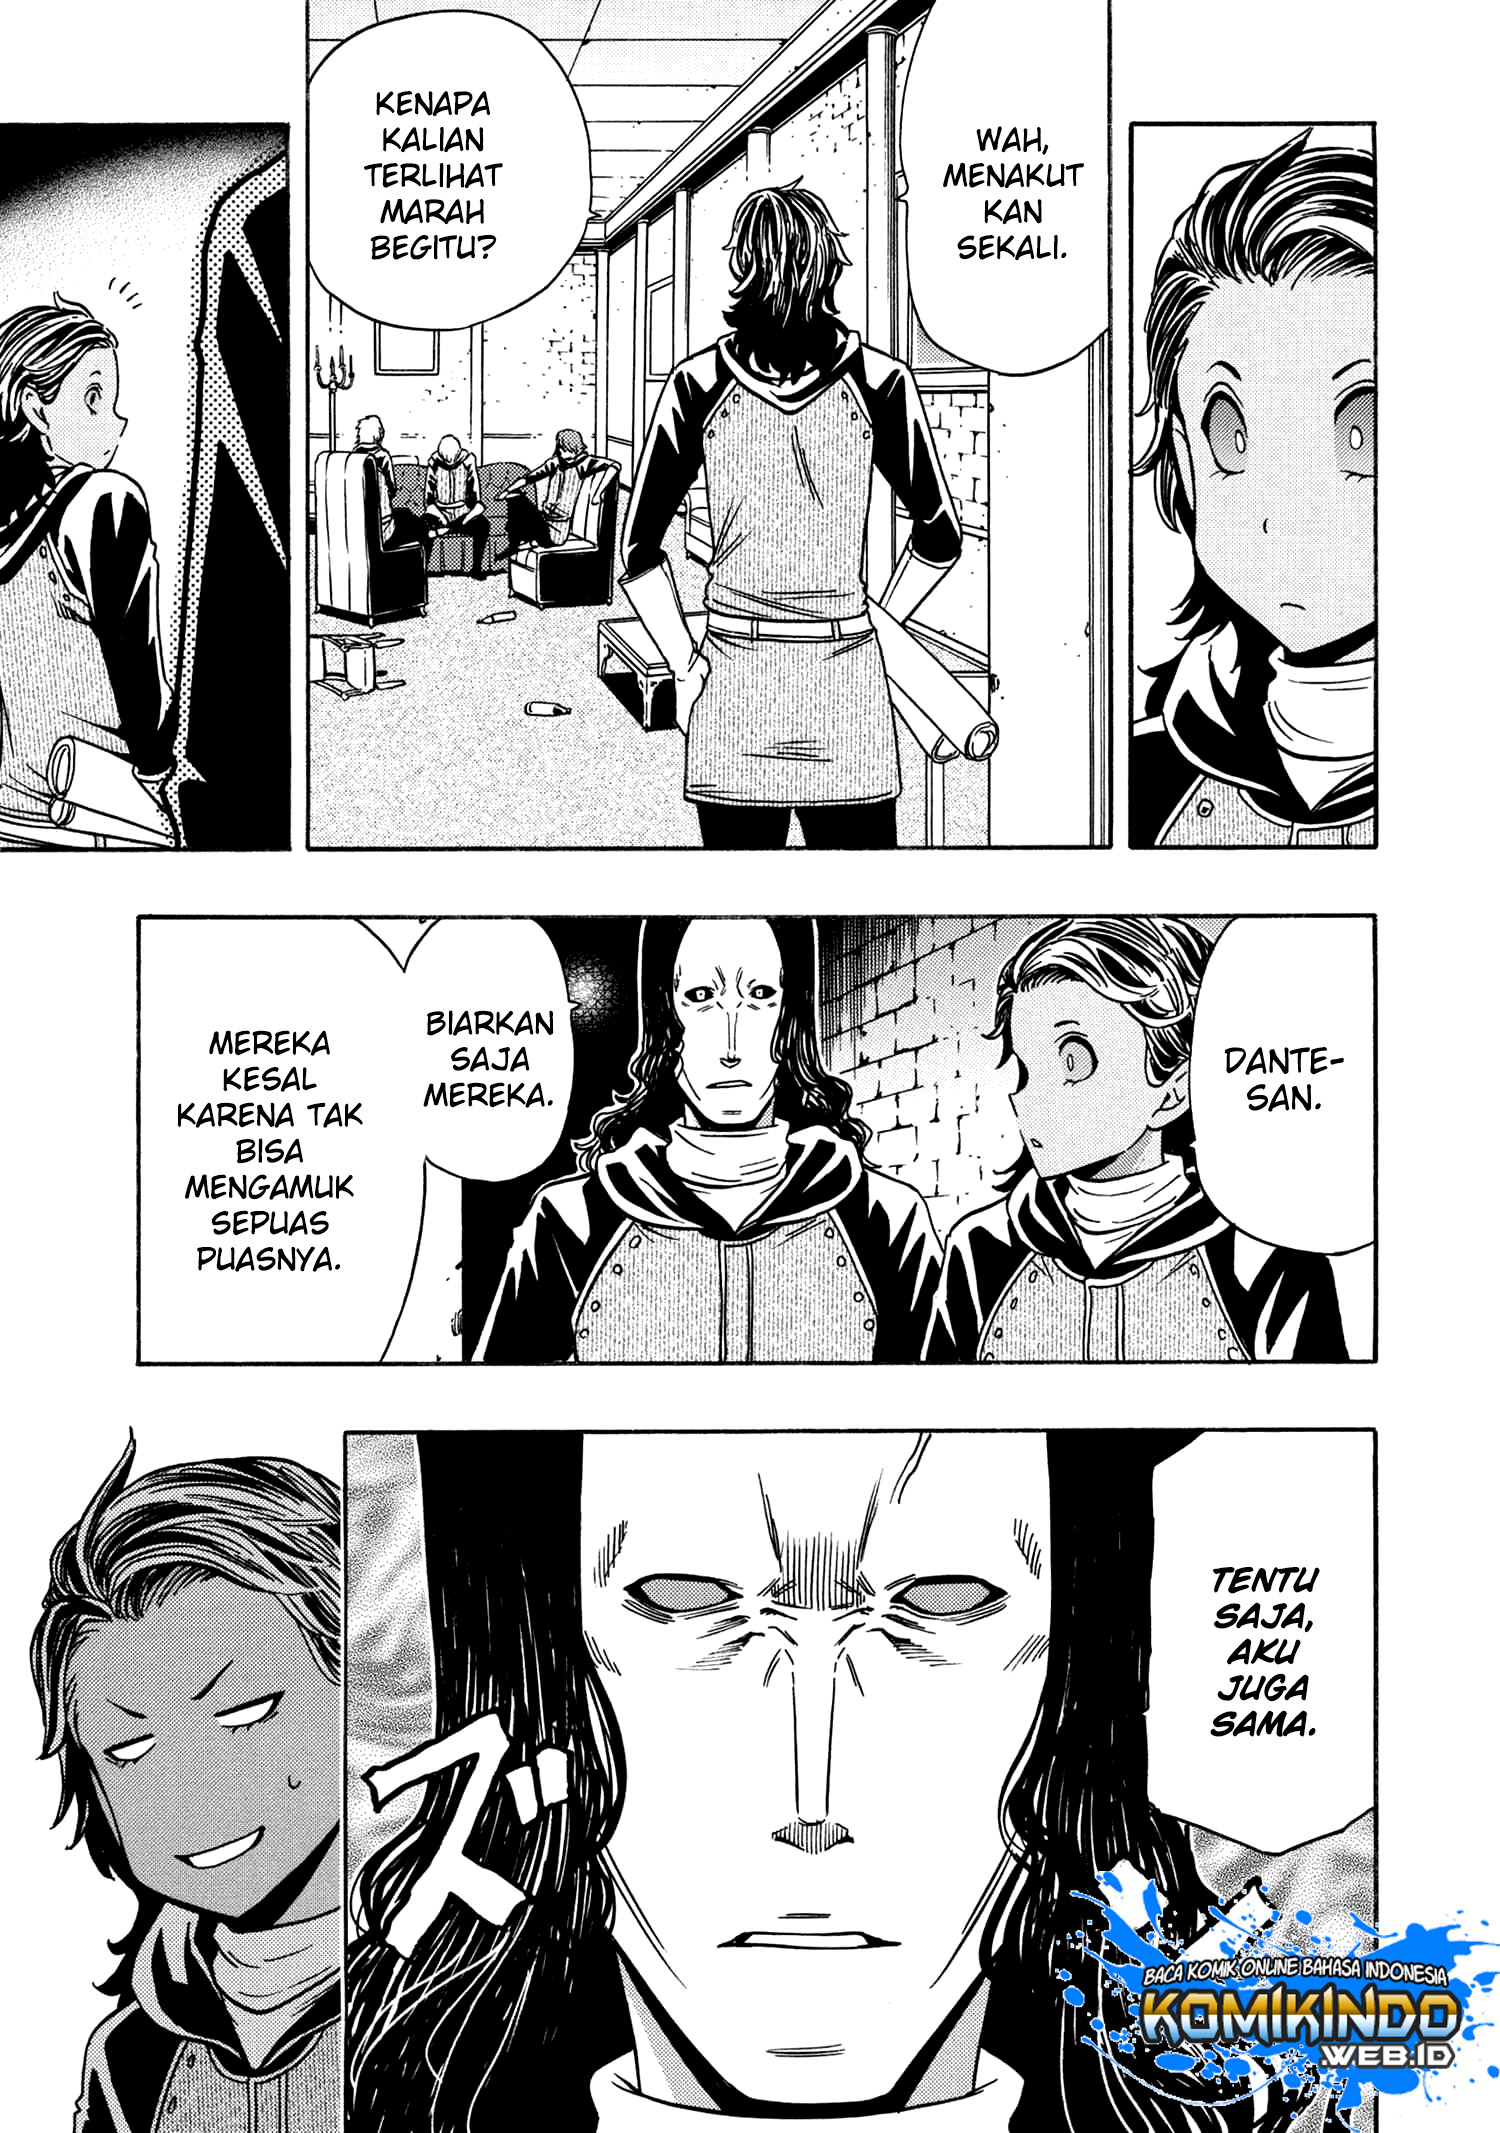 WAH,
MENAKUT
KAN
SEKALI.
KENAPA
KALIAN
TERLIHAT
MARAH
BEGITU?
DANTE-
SAN.
BIARKAN
SAJA
MEREKA.
MEREKA
KESAL
KARENA TAK
BISA
MENGAMUK
SEPUAS
PUASNYA.
TENTU
SAJA,
AKU
JUGA
SAMA.
ズ
BACA KOMIK ONLINE BAHASA INDONESIA
KOMIKINDO
.WEB.ID